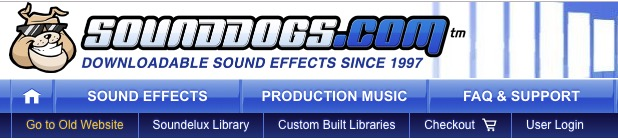 SOUNDDOGS.COM tm
DOWNLOADABLE SOUND EFFECTS SINCE 1997
SOUND EFFECTS PRODUCTION MUSIC FAQ & SUPPORT
Go to Old Website Soundelux Library Custom Built Libraries Checkout User Login